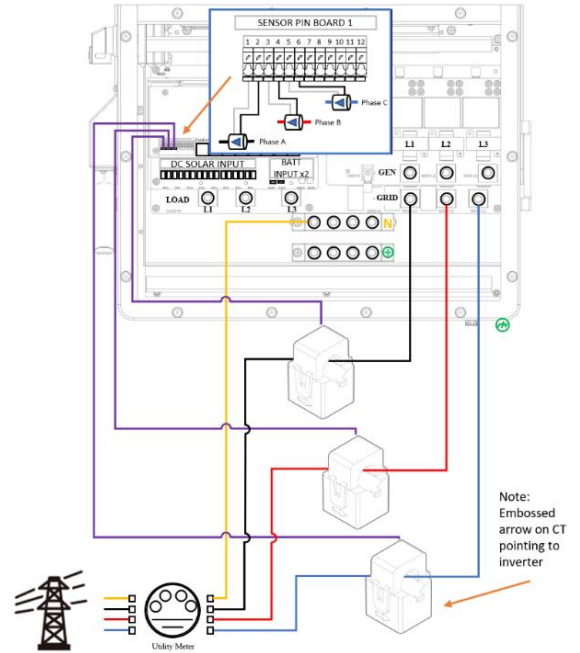 SENSOR PIN BOARD 1
1 2 3 4 5 6 7 8 9 10 11 12
Phase C
Phase B
Phase A
DC SOLAR INPUT
BATT
INPUT x2
L1 L2 L3
GEN
LOAD
L1 L2 L3
GRID
N
Note:
Embossed
arrow on CT
pointing to
inverter
Utility Meter